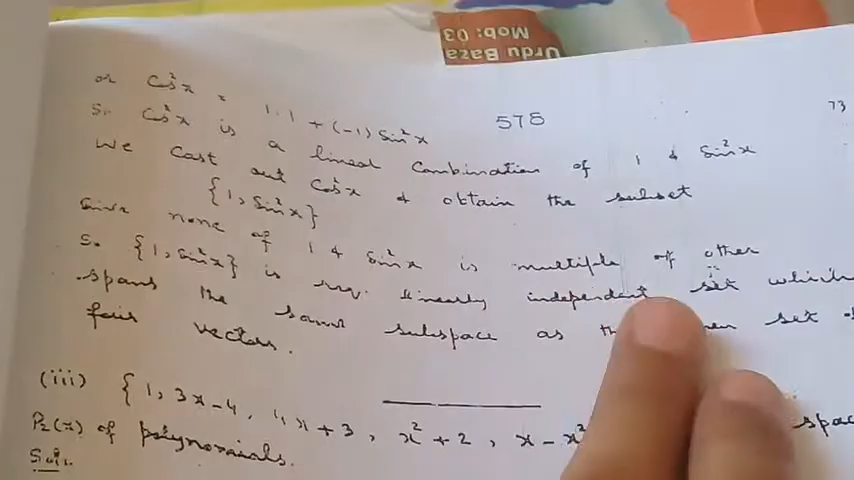 Urdu Baza
Mob: 03
578
73
or cos²x = 1.1 + (-1) sin²x
So cos²x is a linear combination of 1 & sin²x
We cast out cos²x & obtain the subset
{1, sin²x}
Since none of 1 & sin²x is multiple of other
So {1, sin²x} is req. linearly independent set which
spans the same subspace as the set of
four vectors.
(iii) {1, 3x-4, 4x+3, x²+2, x-x² space
P₂(x) of polynomials.
Sol.